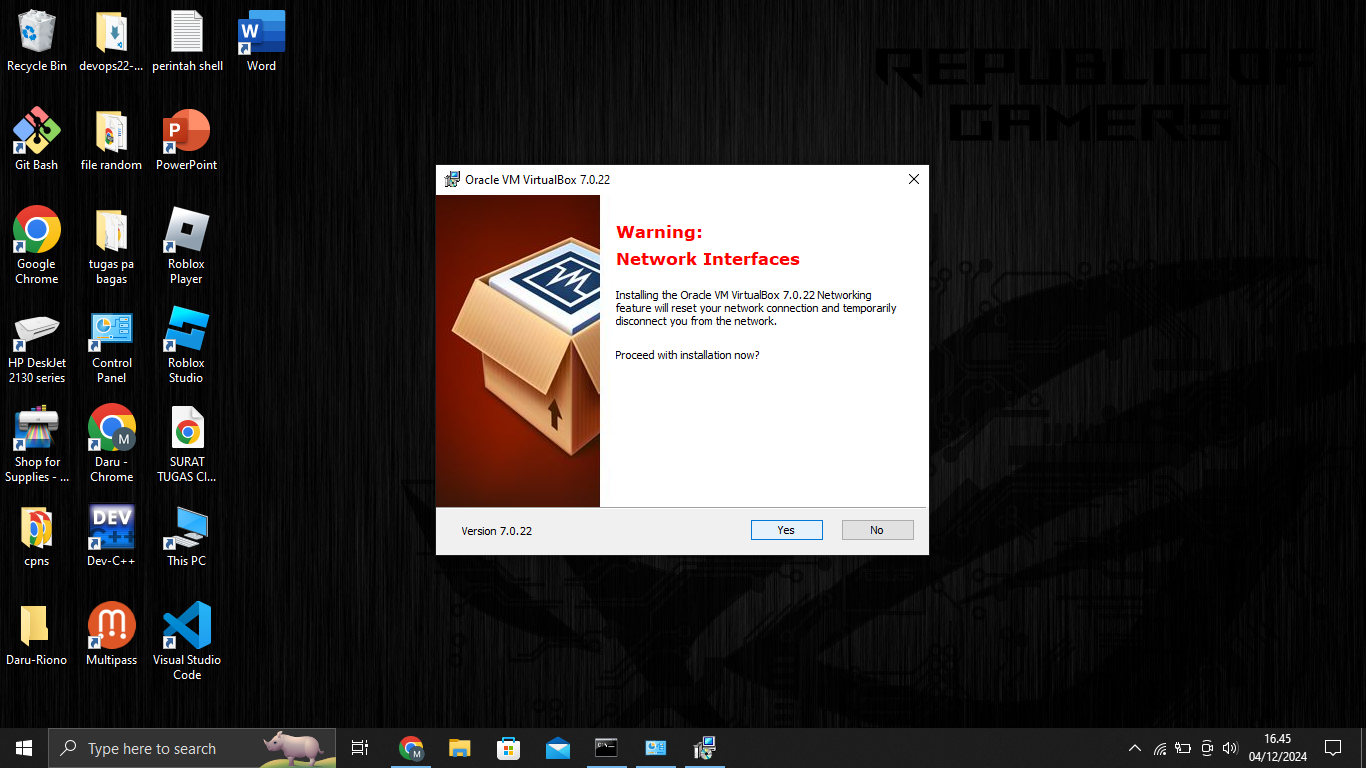 Recycle Bin
devops22-...
perintah shell
Word
REPUBLIC OF
GAMERS
Git Bash
file random
PowerPoint
Google
Chrome
tugas pa
bagas
Roblox
Player
HP DeskJet
2130 series
Control
Panel
Roblox
Studio
Shop for
Supplies - ...
Daru -
Chrome
SURAT
TUGAS CI...
cpns
DEV
C++
Dev-C++
This PC
Daru-Riono
Multipass
Visual Studio
Code
Oracle VM VirtualBox 7.0.22
Warning:
Network Interfaces
Installing the Oracle VM VirtualBox 7.0.22 Networking
feature will reset your network connection and temporarily
disconnect you from the network.
Proceed with installation now?
Version 7.0.22
Yes
No
Type here to search
16.45
04/12/2024